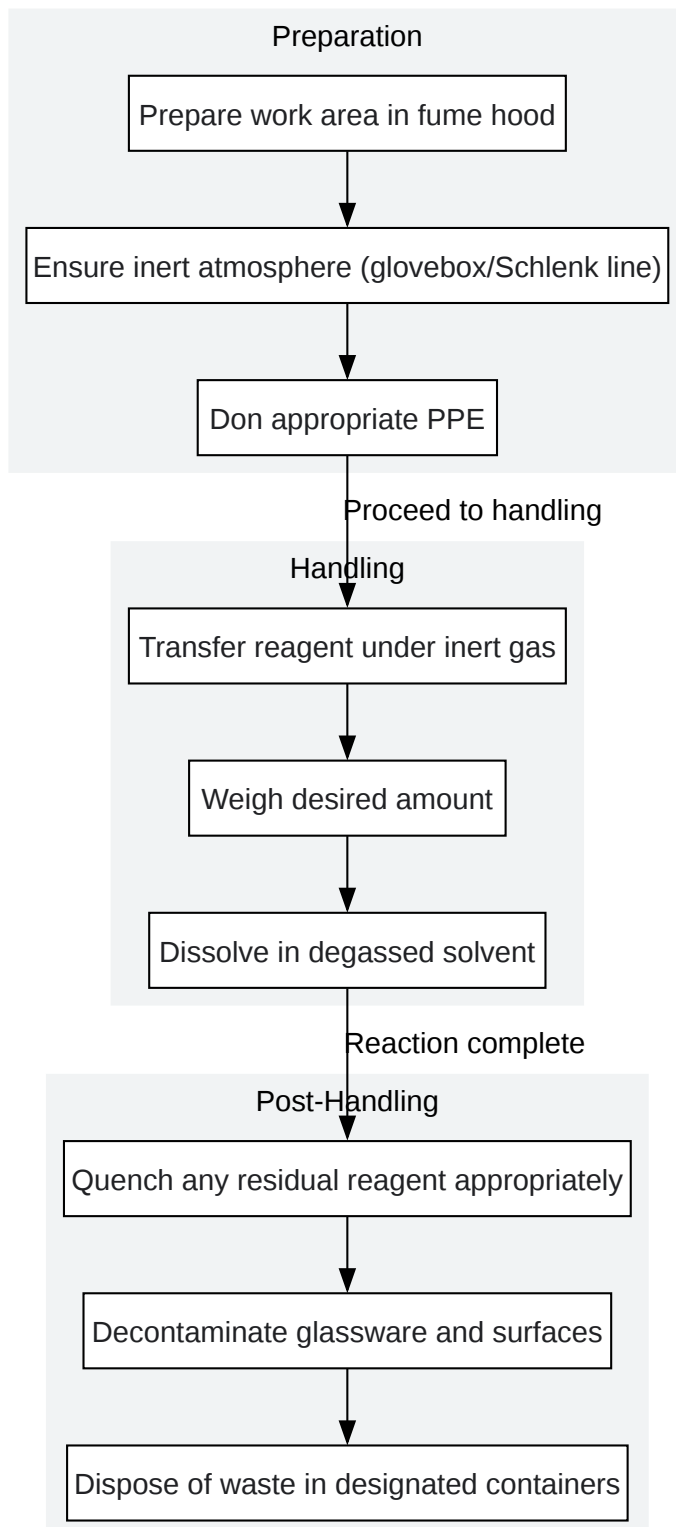 Preparation
Prepare work area in fume hood
Ensure inert atmosphere (glovebox/Schlenk line)
Don appropriate PPE
Proceed to handling
Handling
Transfer reagent under inert gas
Weigh desired amount
Dissolve in degassed solvent
Reaction complete
Post-Handling
Quench any residual reagent appropriately
Decontaminate glassware and surfaces
Dispose of waste in designated containers